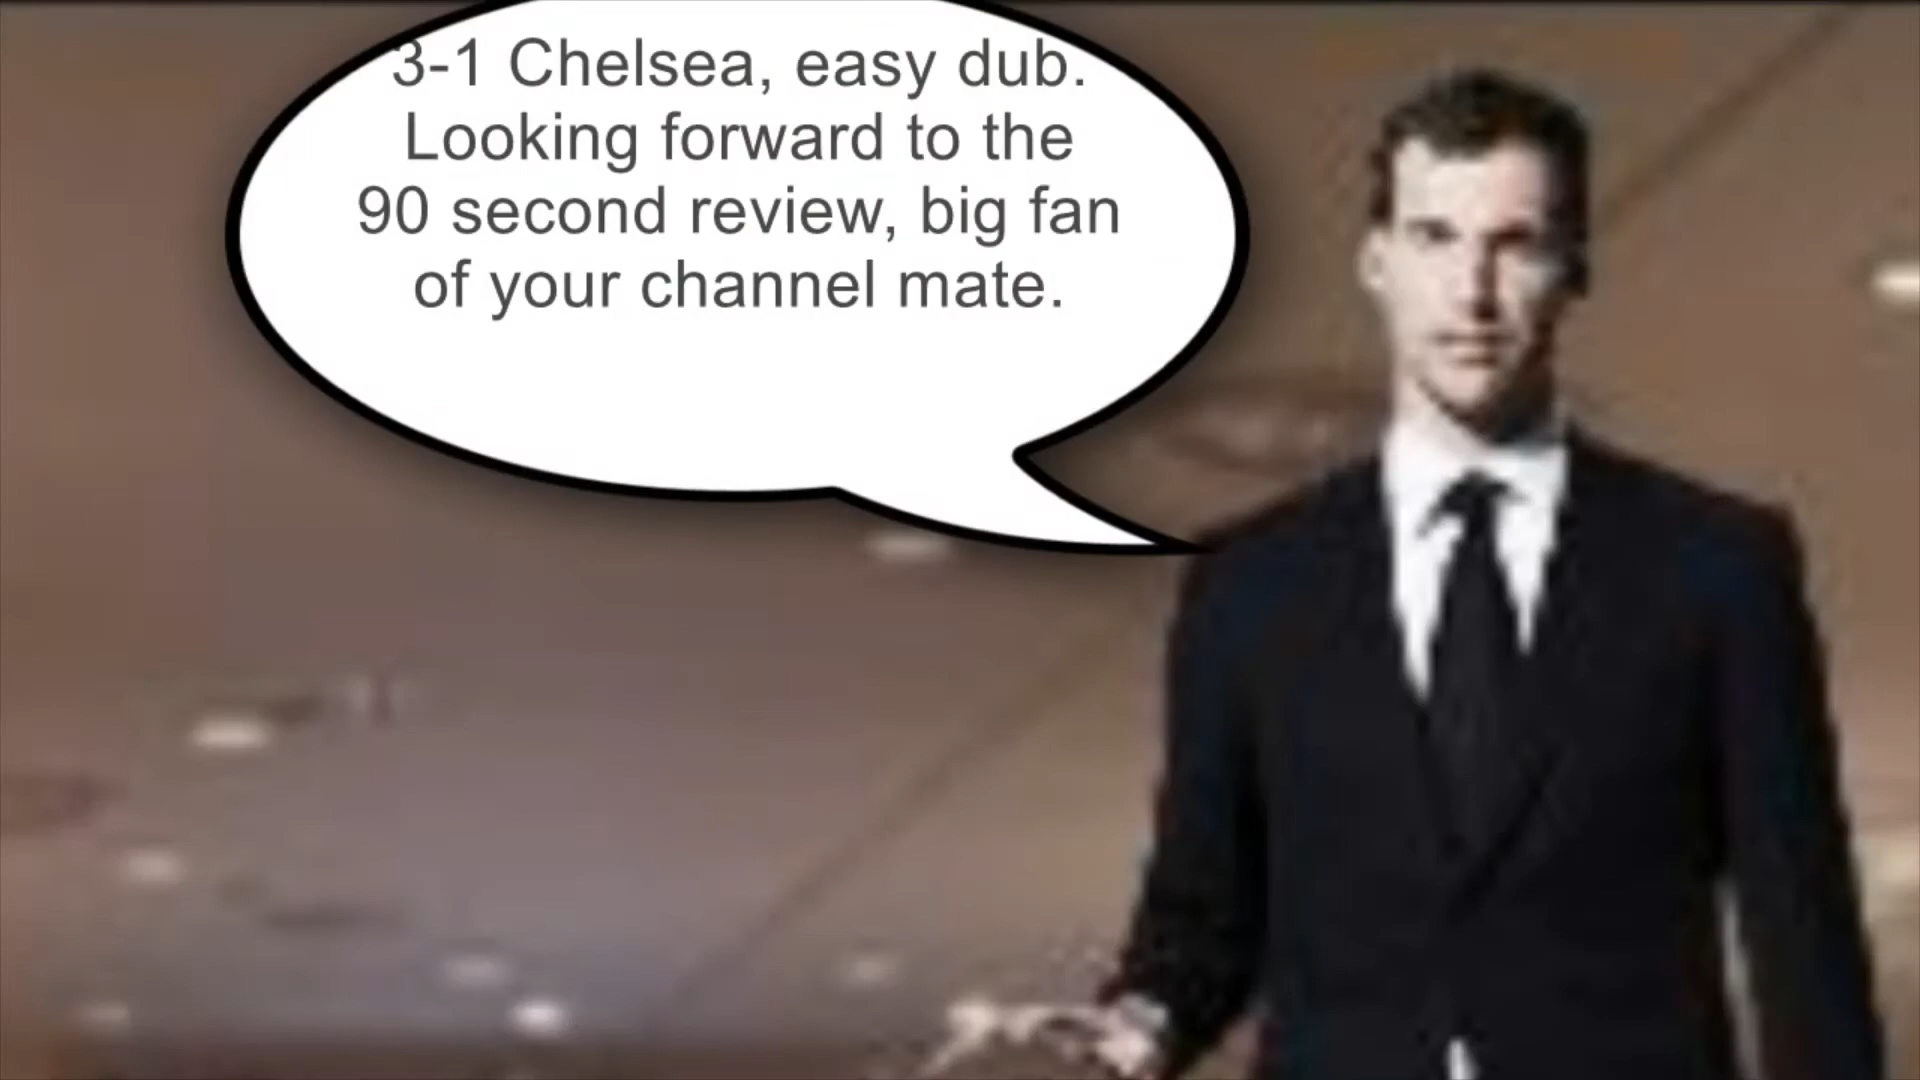 3-1 Chelsea, easy dub.
Looking forward to the
90 second review, big fan
of your channel mate.